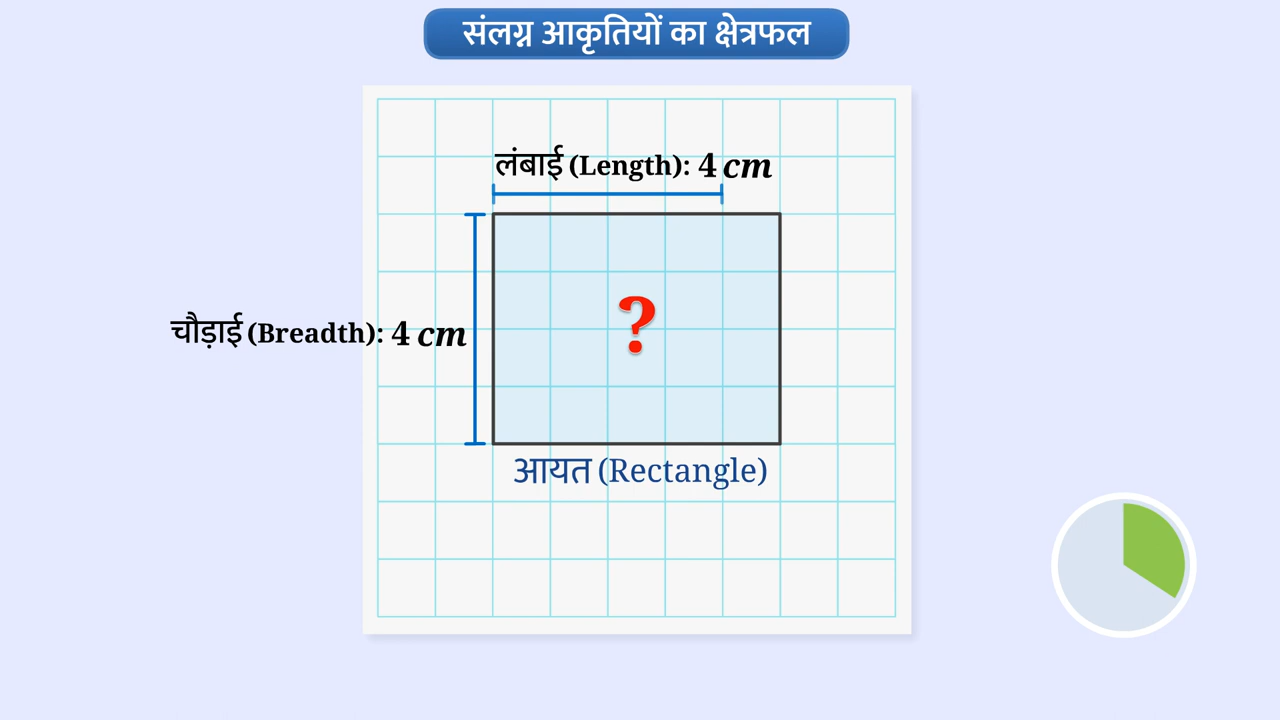 संलग्न आकृतियों का क्षेत्रफल
लंबाई (Length): 4 cm
?
चौड़ाई (Breadth): 4 cm
आयत (Rectangle)